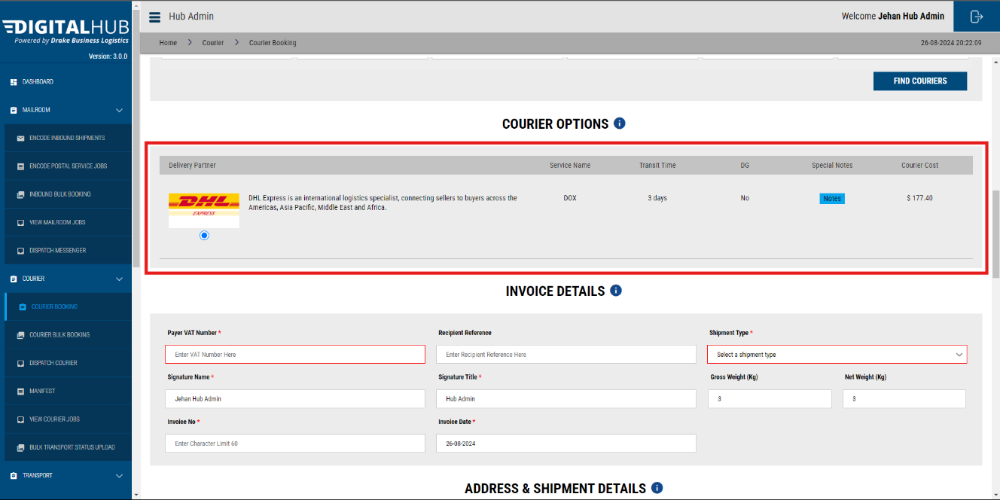 DIGITALHUB
Powered by Drake Business Logistics
Version: 3.0.0
DASHBOARD
MAILROOM
ENCODE INBOUND SHIPMENTS
ENCODE POSTAL SERVICE JOBS
INBOUND BULK BOOKING
VIEW MAILROOM JOBS
DISPATCH MESSENGER
COURIER
COURIER BOOKING
COURIER BULK BOOKING
DISPATCH COURIER
MANIFEST
VIEW COURIER JOBS
BULK TRANSPORT STATUS UPLOAD
TRANSPORT
Hub Admin
Welcome Jehan Hub Admin
Home > Courier > Courier Booking
26-08-2024 20:22:09
FIND COURIERS
COURIER OPTIONS
Delivery Partner Service Name Transit Time DG Special Notes Courier Cost
DHL
EXPRESS
DHL Express is an international logistics specialist, connecting sellers to buyers across the
Americas, Asia Pacific, Middle East and Africa.
DOX 3 days No Notes $ 177.40
INVOICE DETAILS
Payer VAT Number * Recipient Reference Shipment Type *
Enter VAT Number Here Enter Recipient Reference Here Select a shipment type
Signature Name * Signature Title * Gross Weight (Kg) Net Weight (Kg)
Jehan Hub Admin Hub Admin 3 3
Invoice No * Invoice Date *
Enter Character Limit 60 26-08-2024
ADDRESS & SHIPMENT DETAILS